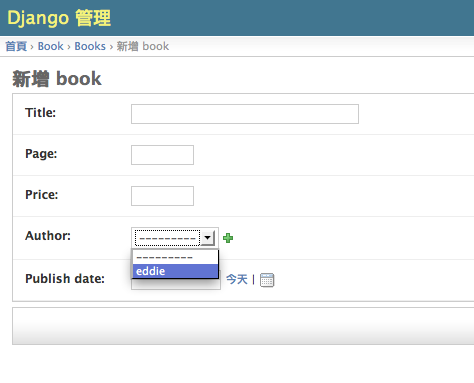 Django 管理
首頁 › Book › Books › 新增 book
新增 book
Title:
Page:
Price:
Author:
---------
---------
eddie
Publish date:
今天 |